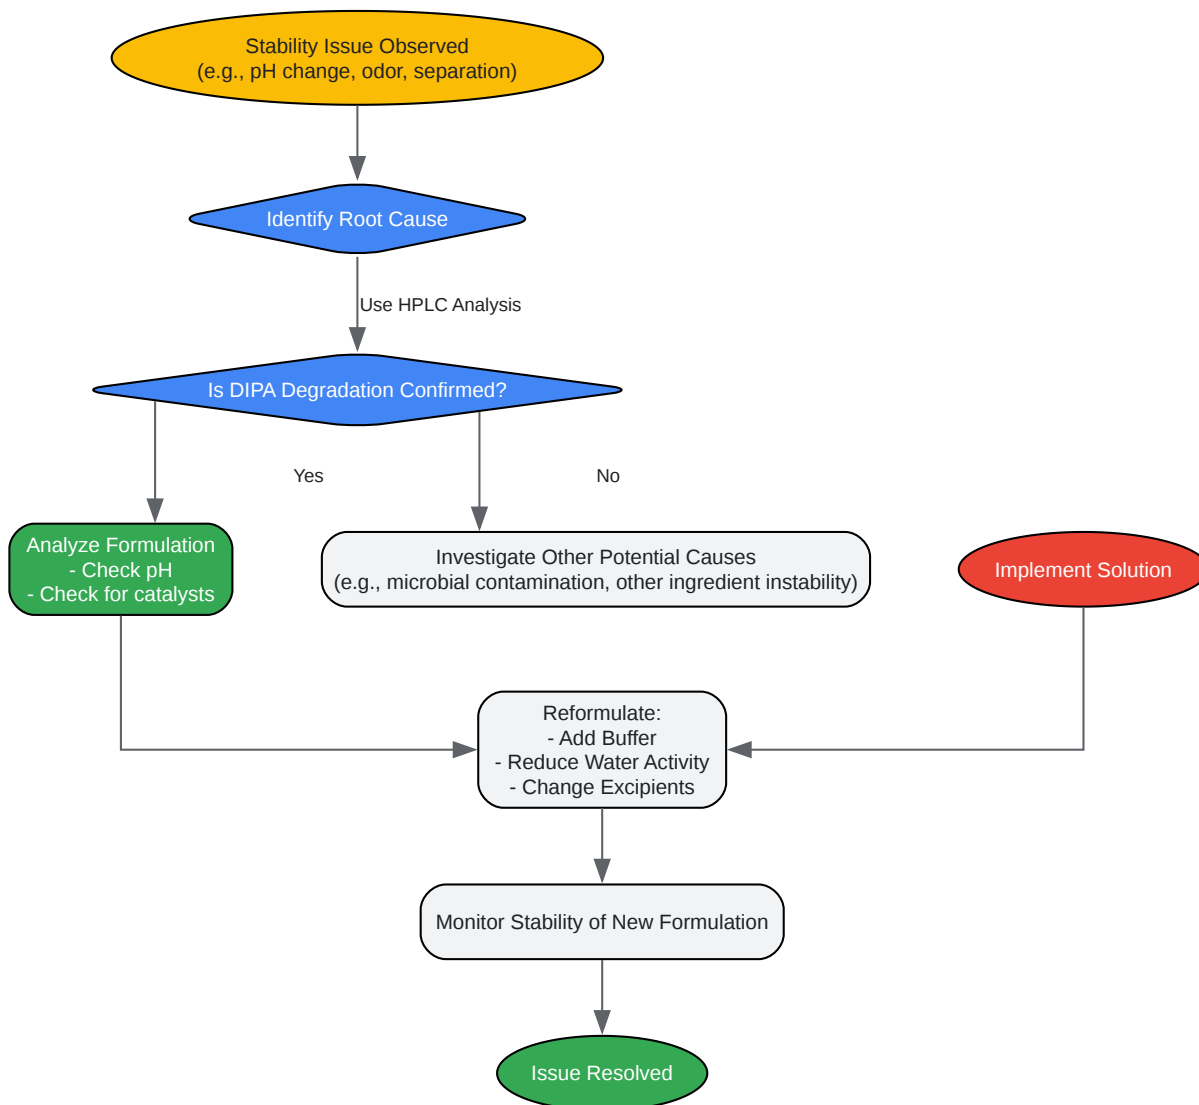 Stability Issue Observed
(e.g., pH change, odor, separation)
Identify Root Cause
Use HPLC Analysis
Is DIPA Degradation Confirmed?
Yes
No
Analyze Formulation
- Check pH
- Check for catalysts
Investigate Other Potential Causes
(e.g., microbial contamination, other ingredient instability)
Implement Solution
Reformulate:
- Add Buffer
- Reduce Water Activity
- Change Excipients
Monitor Stability of New Formulation
Issue Resolved